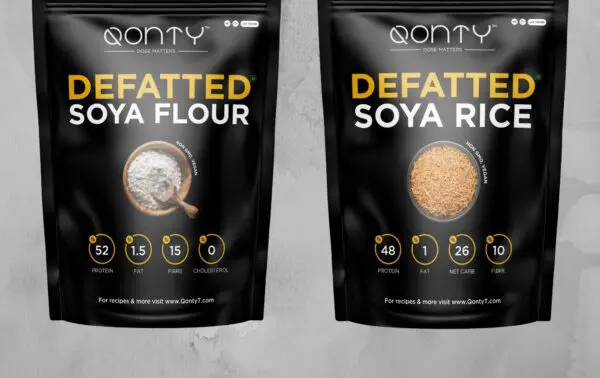 QONTY
DOSE MATTERS
DEFATTED
SOYA FLOUR
NON GMO, VEGAN
% 52 % 1.5 % 15 % 0
PROTEIN FAT FIBRE CHOLESTEROL
For recipes & more visit www.QontyT.com
QONTY
DOSE MATTERS
DEFATTED
SOYA RICE
NON GMO, VEGAN
% 48 % 1 % 26 % 10
PROTEIN FAT NET CARB FIBRE
For recipes & more visit www.QontyT.com